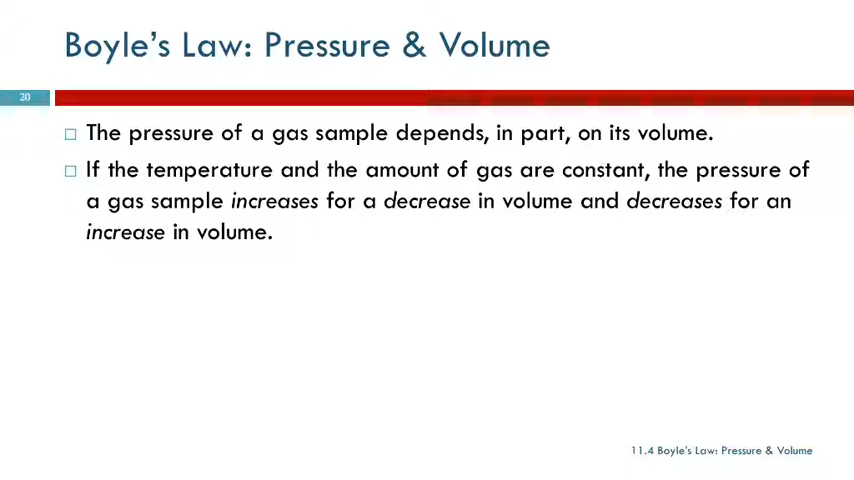 Boyle's Law: Pressure & Volume
20
The pressure of a gas sample depends, in part, on its volume.
If the temperature and the amount of gas are constant, the pressure of
a gas sample increases for a decrease in volume and decreases for an
increase in volume.
11.4 Boyle's Law: Pressure & Volume